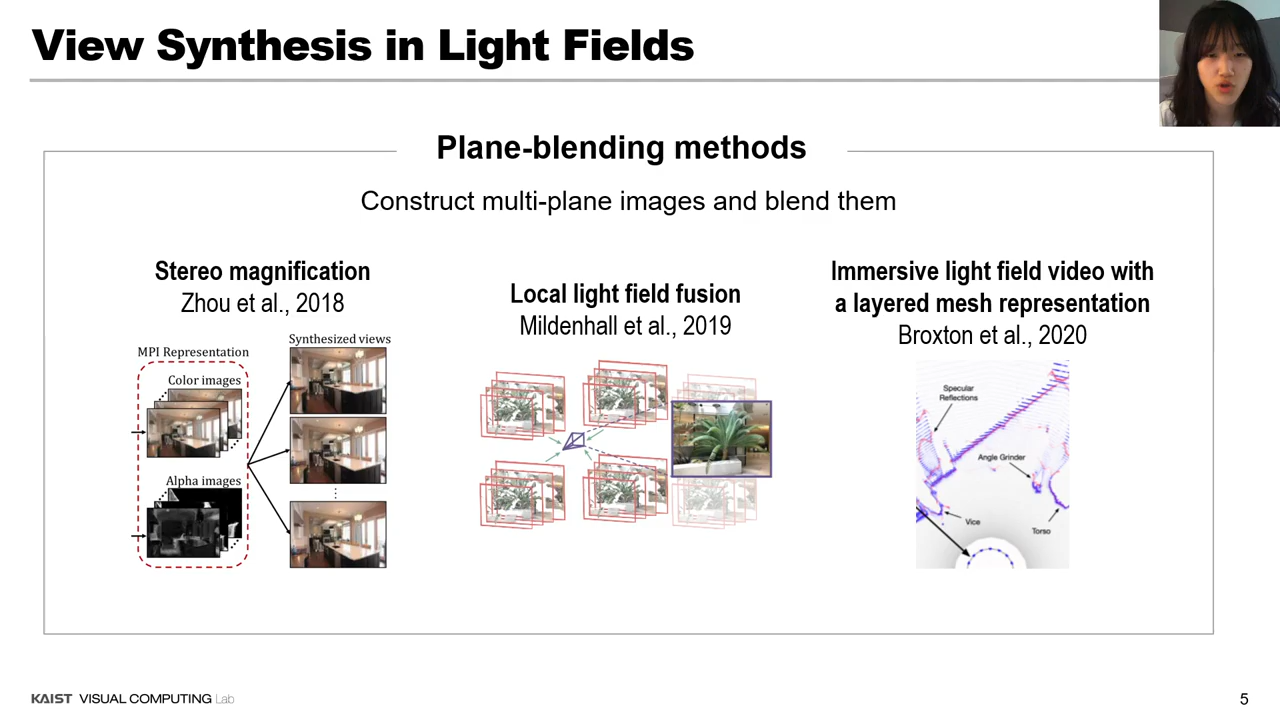 View Synthesis in Light Fields
Plane-blending methods
Construct multi-plane images and blend them
Stereo magnification
Zhou et al., 2018
MPI Representation
Color images
Alpha images
Synthesized views
Local light field fusion
Mildenhall et al., 2019
Immersive light field video with
a layered mesh representation
Broxton et al., 2020
Specular
Reflections
Angle Grinder
Vice
Torso
KAIST VISUAL COMPUTING Lab
5